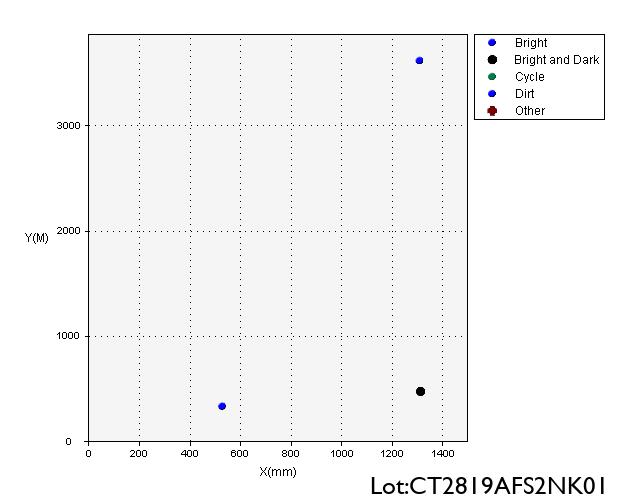 Bright
Bright and Dark
Cycle
Dirt
Other
3000
2000
Y(M)
1000
0
0 200 400 600 800 1000 1200 1400
X(mm)
Lot:CT2819AFS2NK01